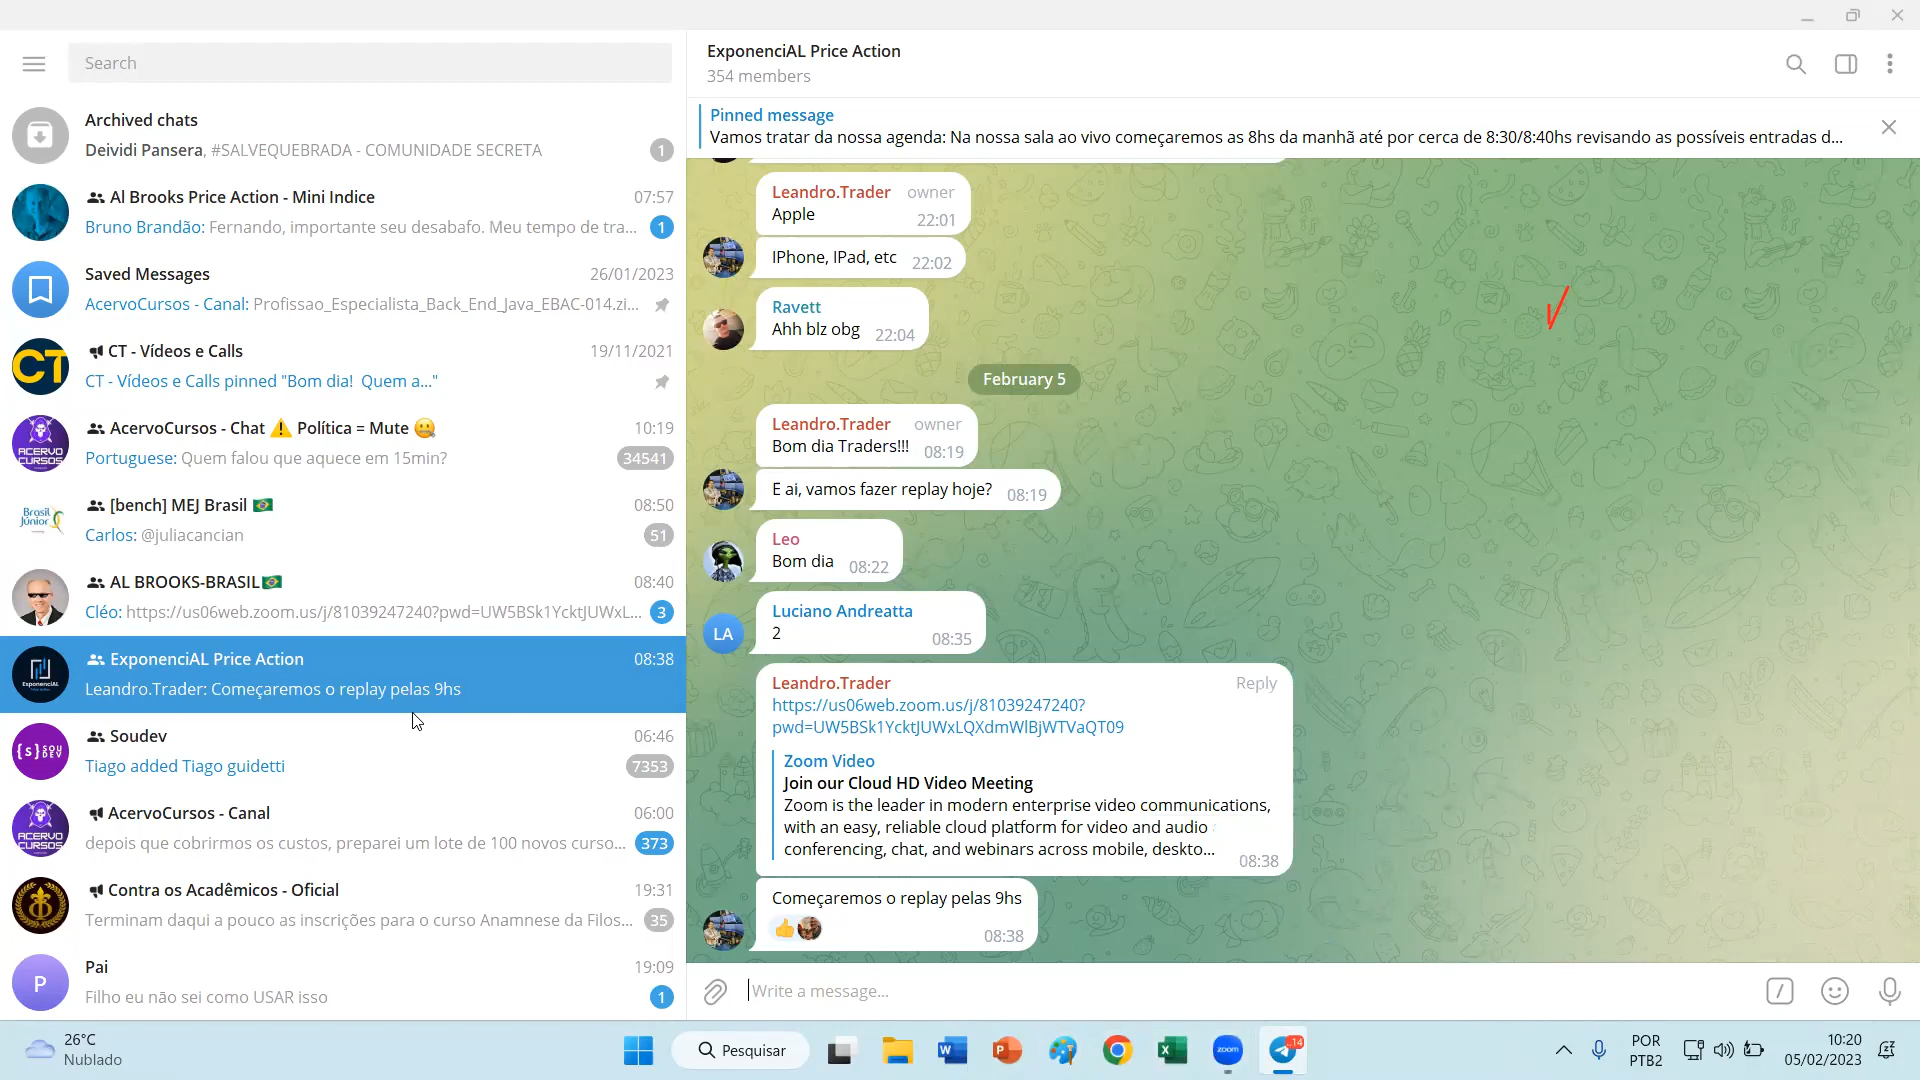 Search
Archived chats
Deividi Pansera, #SALVEQUEBRADA - COMUNIDADE SECRETA
1
Al Brooks Price Action - Mini Indice
07:57
Bruno Brandão: Fernando, importante seu desabafo. Meu tempo de tra...
1
Saved Messages
26/01/2023
AcervoCursos - Canal: Profissao_Especialista_Back_End_Java_EBAC-014.zi...
CT
CT - Vídeos e Calls
19/11/2021
CT - Vídeos e Calls pinned "Bom dia! Quem a..."
ACERVO
CURSOS
AcervoCursos - Chat ⚠️ Política = Mute 🤐
10:19
Portuguese: Quem falou que aquece em 15min?
34541
Brasil
Júnior
[bench] MEJ Brasil 🇧🇷
08:50
Carlos: @juliacancian
51
AL BROOKS-BRASIL🇧🇷
08:40
Cléo: https://us06web.zoom.us/j/81039247240?pwd=UW5BSk1YcktJUWxL...
3
ExponenciAL
ExponenciAL Price Action
08:38
Leandro.Trader: Começaremos o replay pelas 9hs
{s} SOU
DEV
Soudev
06:46
Tiago added Tiago guidetti
7353
ACERVO
CURSOS
AcervoCursos - Canal
06:00
depois que cobrirmos os custos, preparei um lote de 100 novos curso...
373
Contra os Acadêmicos - Oficial
19:31
Terminam daqui a pouco as inscrições para o curso Anamnese da Filos...
35
P
Pai
19:09
Filho eu não sei como USAR isso
1
ExponenciAL Price Action
354 members
Pinned message
Vamos tratar da nossa agenda: Na nossa sala ao vivo começaremos as 8hs da manhã até por cerca de 8:30/8:40hs revisando as possíveis entradas d...
Leandro.Trader owner
Apple 22:01
IPhone, IPad, etc 22:02
Ravett
Ahh blz obg 22:04
February 5
Leandro.Trader owner
Bom dia Traders!!! 08:19
E ai, vamos fazer replay hoje? 08:19
Leo
Bom dia 08:22
LA
Luciano Andreatta
2 08:35
Leandro.Trader Reply
https://us06web.zoom.us/j/81039247240?
pwd=UW5BSk1YcktJUWxLQXdmWlBjWTVaQT09
Zoom Video
Join our Cloud HD Video Meeting
Zoom is the leader in modern enterprise video communications,
with an easy, reliable cloud platform for video and audio
conferencing, chat, and webinars across mobile, deskto...
08:38
Começaremos o replay pelas 9hs
👍 08:38
Write a message...
26°C
Nublado
Pesquisar
W
P
X
zoom
14
POR
PTB2
10:20
05/02/2023